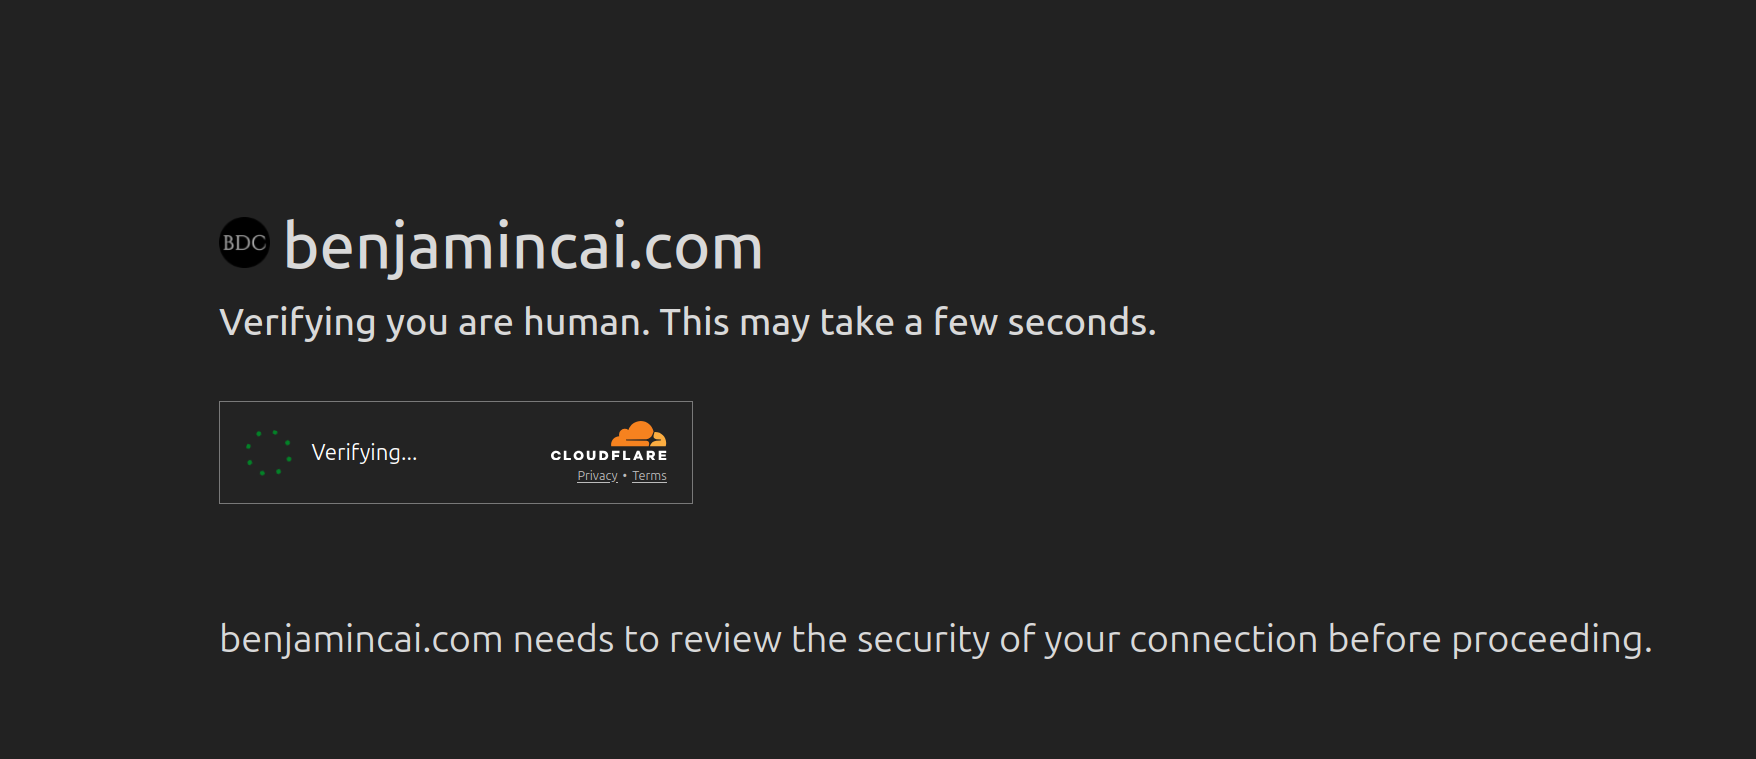 BDC benjamincai.com
Verifying you are human. This may take a few seconds.
Verifying...
CLOUDFLARE
Privacy • Terms
benjamincai.com needs to review the security of your connection before proceeding.